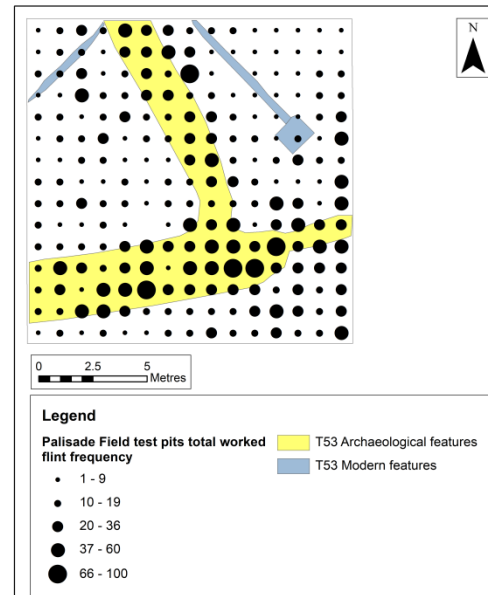 N
0 2.5 5
Metres
Legend
Palisade Field test pits total worked
flint frequency
1 - 9
10 - 19
20 - 36
37 - 60
66 - 100
T53 Archaeological features
T53 Modern features